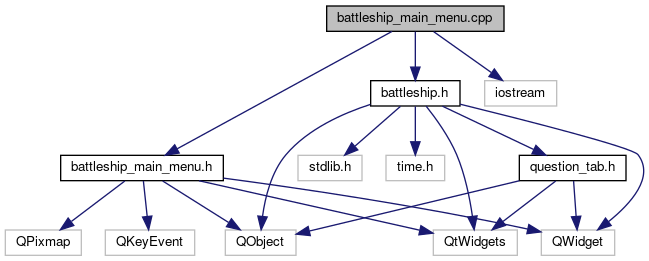 battleship_main_menu.cpp
battleship.h
iostream
battleship_main_menu.h
stdlib.h
time.h
question_tab.h
QPixmap
QKeyEvent
QObject
QtWidgets
QWidget